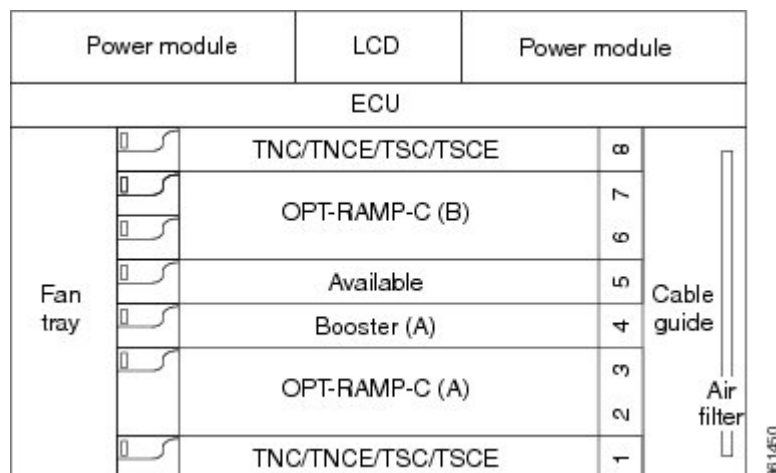 Power module
LCD
Power module
ECU
TNC/TNCE/TSC/TSCE
8
OPT-RAMP-C (B)
7
6
Available
5
Booster (A)
4
OPT-RAMP-C (A)
3
2
TNC/TNCE/TSC/TSCE
1
Fan
tray
Cable
guide
Air
filter